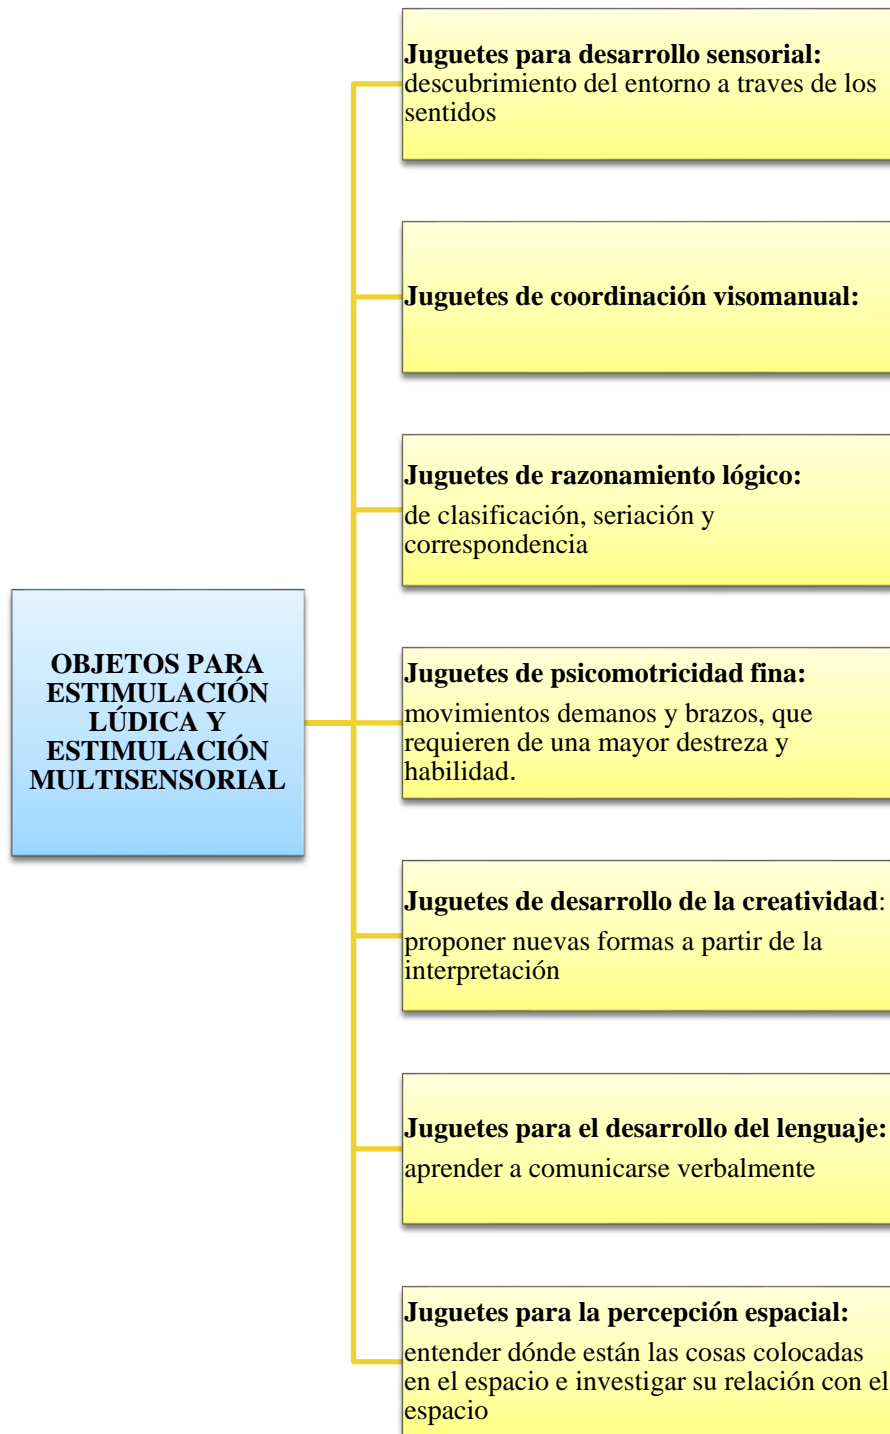 Juguetes para desarrollo sensorial:
descubrimiento del entorno a traves de los
sentidos
Juguetes de coordinación visomanual:
Juguetes de razonamiento lógico:
de clasificación, seriación y
correspondencia
OBJETOS PARA
ESTIMULACIÓN
LÚDICA Y
ESTIMULACIÓN
MULTISENSORIAL
Juguetes de psicomotricidad fina:
movimientos demanos y brazos, que
requieren de una mayor destreza y
habilidad.
Juguetes de desarrollo de la creatividad:
proponer nuevas formas a partir de la
interpretación
Juguetes para el desarrollo del lenguaje:
aprender a comunicarse verbalmente
Juguetes para la percepción espacial:
entender dónde están las cosas colocadas
en el espacio e investigar su relación con el
espacio